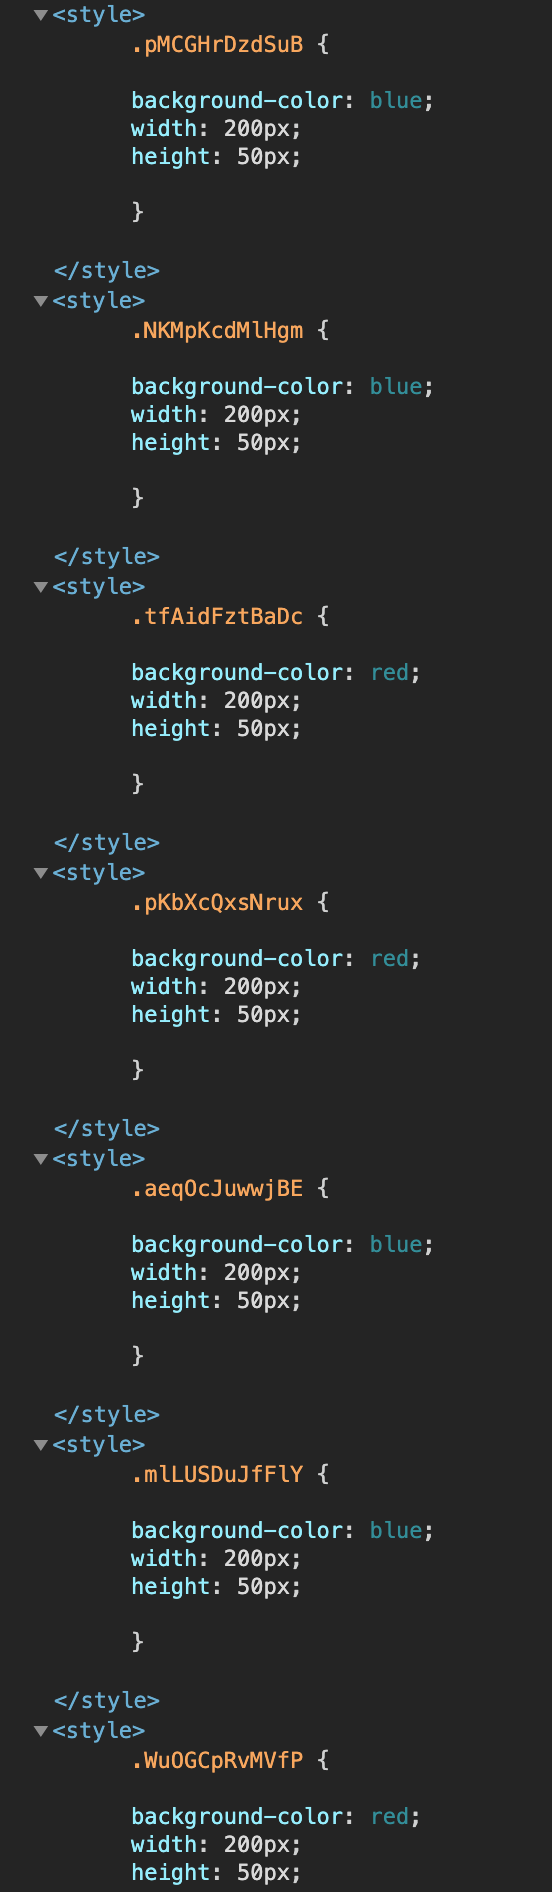 <style>
.pMCGHrDzdSuB {
background-color: blue;
width: 200px;
height: 50px;
}
</style>
<style>
.NKMpKcdMlHgm {
background-color: blue;
width: 200px;
height: 50px;
}
</style>
<style>
.tfAidFztBaDc {
background-color: red;
width: 200px;
height: 50px;
}
</style>
<style>
.pKbXcQxsNrux {
background-color: red;
width: 200px;
height: 50px;
}
</style>
<style>
.aeqOcJuwwjBE {
background-color: blue;
width: 200px;
height: 50px;
}
</style>
<style>
.mlLUSDuJfFlY {
background-color: blue;
width: 200px;
height: 50px;
}
</style>
<style>
.WuOGCpRvMVfP {
background-color: red;
width: 200px;
height: 50px;